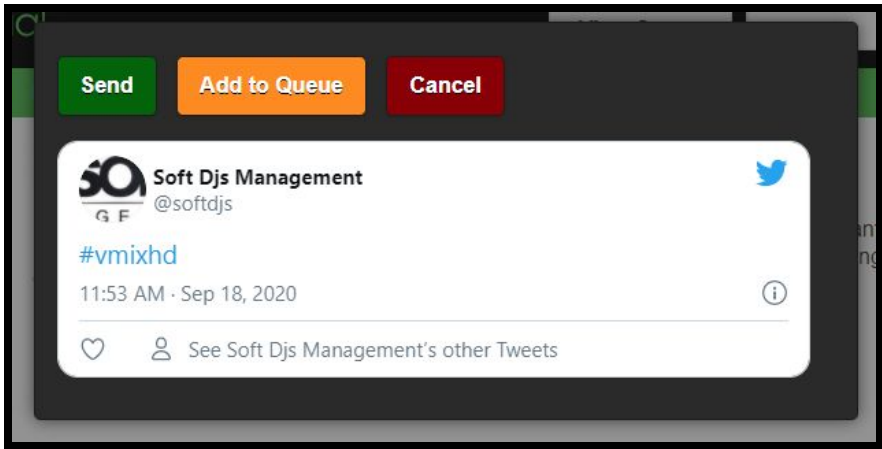 Send
Add to Queue
Cancel
Soft Djs Management
@softdjs
G E
#vmixhd
11:53 AM · Sep 18, 2020
See Soft Djs Management's other Tweets